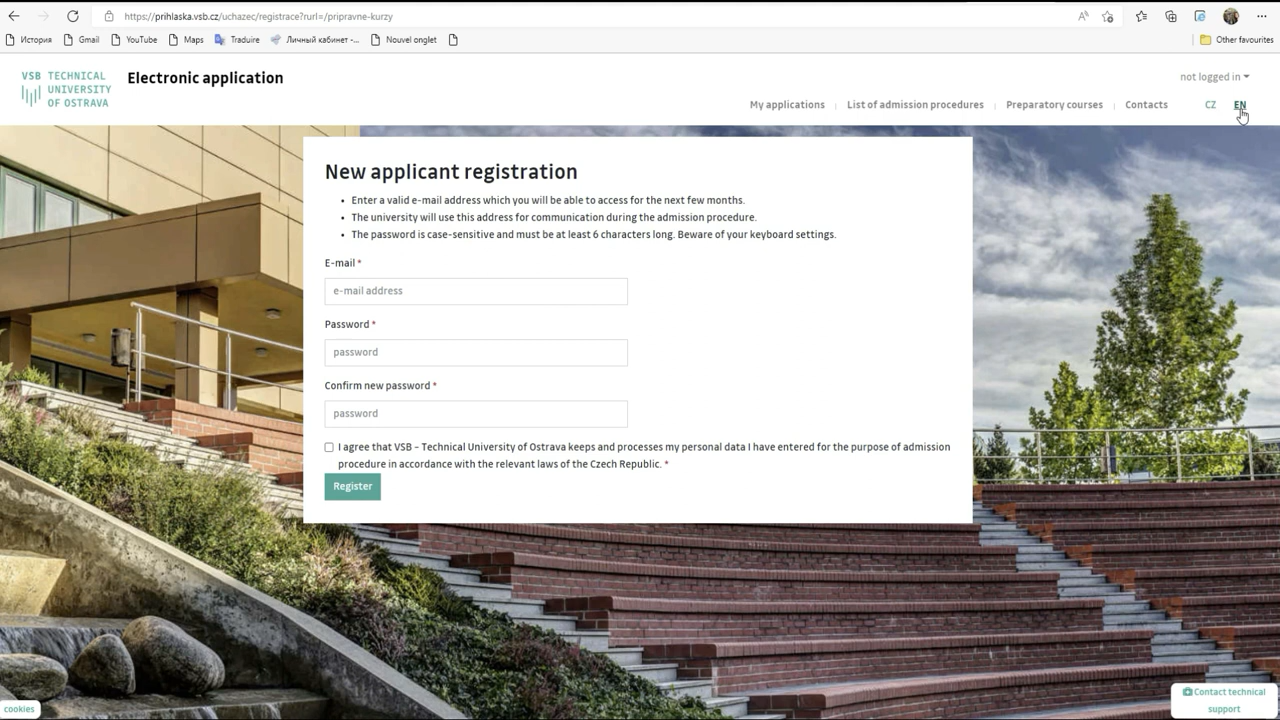 https://prihlaska.vsb.cz/uchazec/registrace?rurl=/pripravne-kurzy
История
Gmail
YouTube
Maps
Traduire
Личный кабинет -...
Nouvel onglet
Other favourites
VSB TECHNICAL
UNIVERSITY
OF OSTRAVA
Electronic application
not logged in
My applications
List of admission procedures
Preparatory courses
Contacts
CZ
EN
New applicant registration
• Enter a valid e-mail address which you will be able to access for the next few months.
• The university will use this address for communication during the admission procedure.
• The password is case-sensitive and must be at least 6 characters long. Beware of your keyboard settings.
E-mail *
e-mail address
Password *
password
Confirm new password *
password
I agree that VSB - Technical University of Ostrava keeps and processes my personal data I have entered for the purpose of admission
procedure in accordance with the relevant laws of the Czech Republic. *
Register
cookies
Contact technical
support